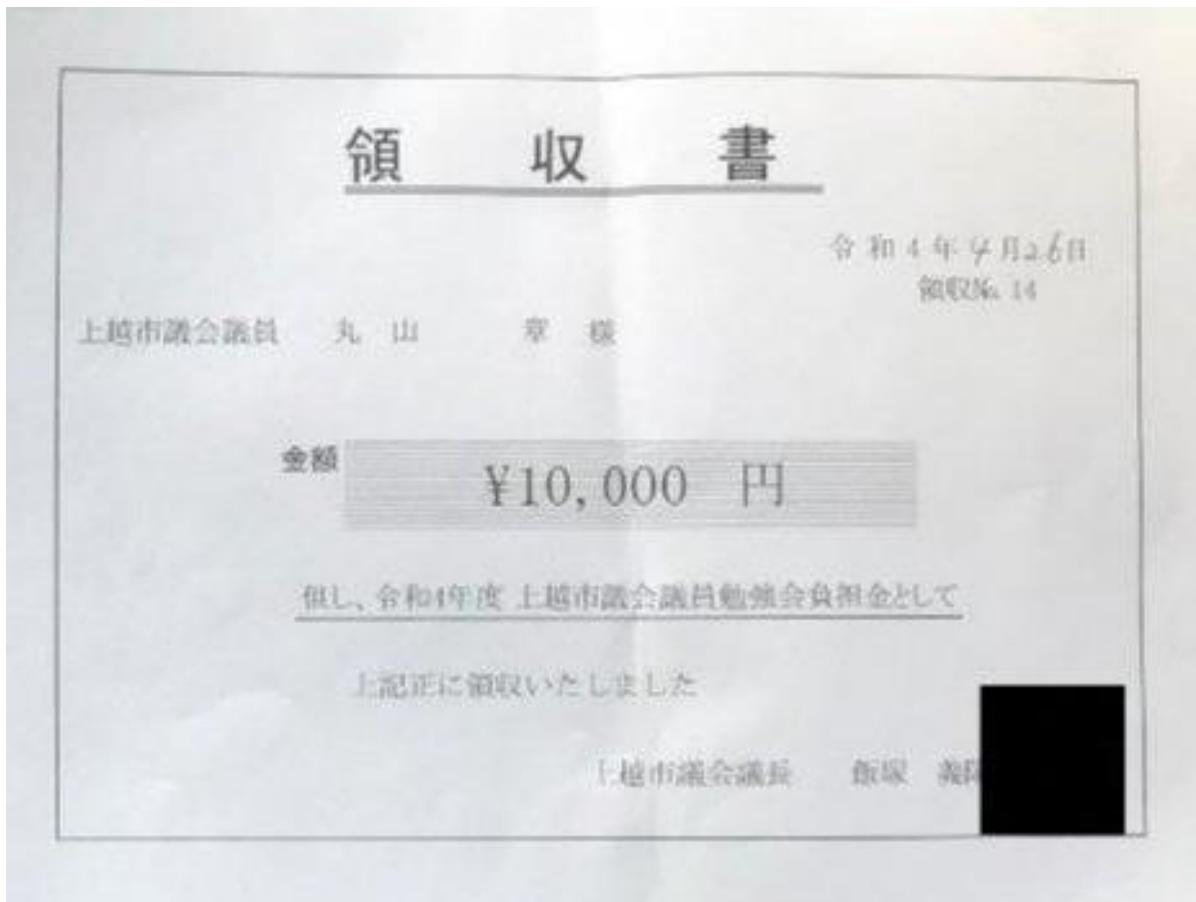 領 収 書
令和4年4月26日
領収№ 14
上越市議会議員 丸 山 章 様
金額
¥10,000 円
但し、令和4年度 上越市議会議員勉強会負担金として
上記正に領収いたしました
上越市議会議長 飯塚 義